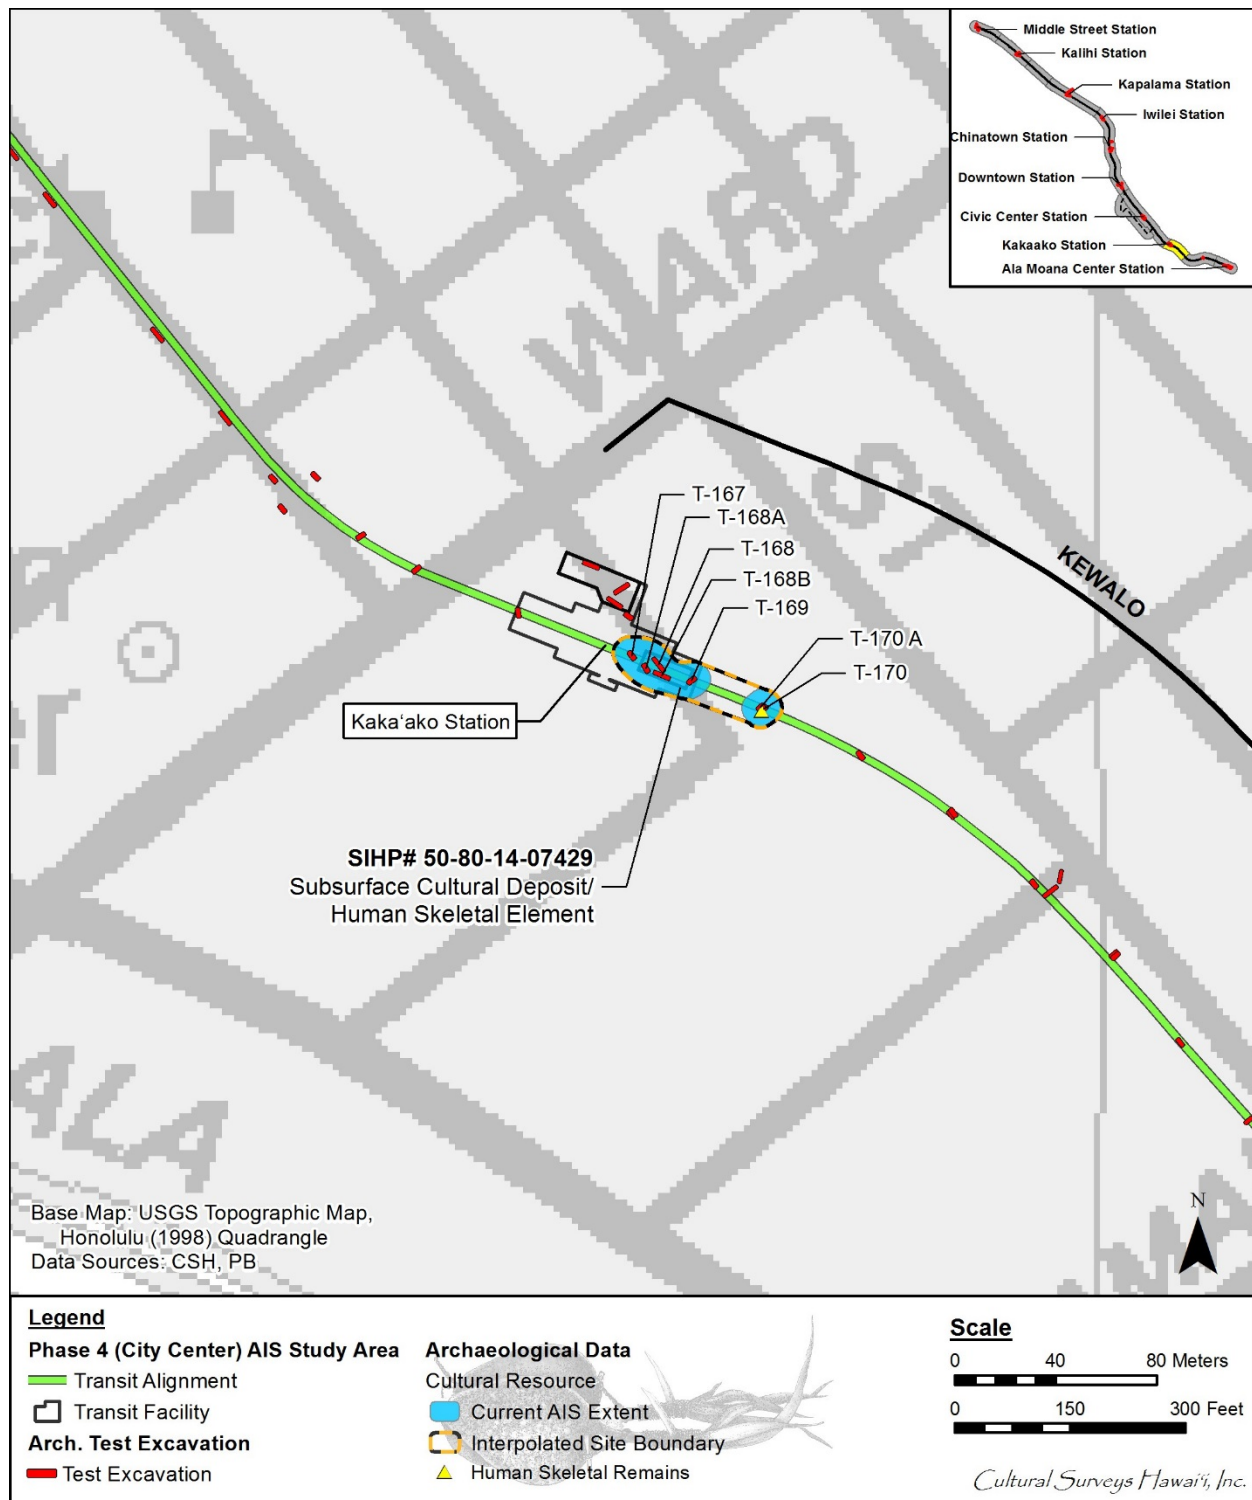 Middle Street Station
Kalihi Station
Kapalama Station
Iwilei Station
Chinatown Station
Downtown Station
Civic Center Station
Kakaako Station
Ala Moana Center Station
WARD
ST
KEWALO
T-167
T-168A
T-168
T-168B
T-169
T-170 A
T-170
Kaka‘ako Station
SIHP# 50-80-14-07429
Subsurface Cultural Deposit/
Human Skeletal Element
ALA
N
Base Map: USGS Topographic Map,
Honolulu (1998) Quadrangle
Data Sources: CSH, PB
Legend
Phase 4 (City Center) AIS Study Area
Transit Alignment
Transit Facility
Arch. Test Excavation
Test Excavation
Archaeological Data
Cultural Resource
Current AIS Extent
Interpolated Site Boundary
Human Skeletal Remains
Scale
0 40 80 Meters
0 150 300 Feet
Cultural Surveys Hawai‘i, Inc.